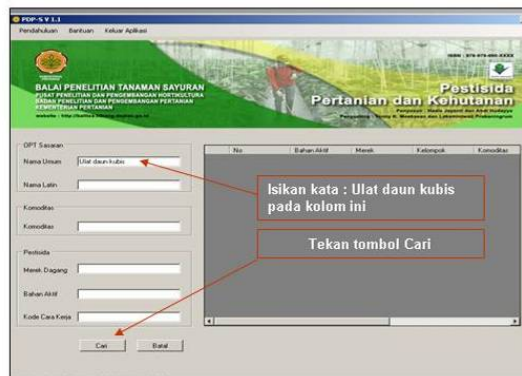 PDP-S V 1.1
Pendahuluan Bantuan Keluar Aplikasi
BALAI PENELITIAN TANAMAN SAYURAN
PUSAT PENELITIAN DAN PENGEMBANGAN HORTIKULTURA
BADAN PENELITIAN DAN PENGEMBANGAN PERTANIAN
KEMENTERIAN PERTANIAN
Pestisida
Pertanian dan Kehutanan
OPT Sasaran
Nama Umum Ulat daun kubis
Nama Latin
Komoditas
Komoditas
Pestisida
Merek Dagang
Bahan Aktif
Kode Cara Kerja
Cari Batal
No Bahan Aktif Merek Kelompok Komoditas
Isikan kata : Ulat daun kubis
pada kolom ini
Tekan tombol Cari